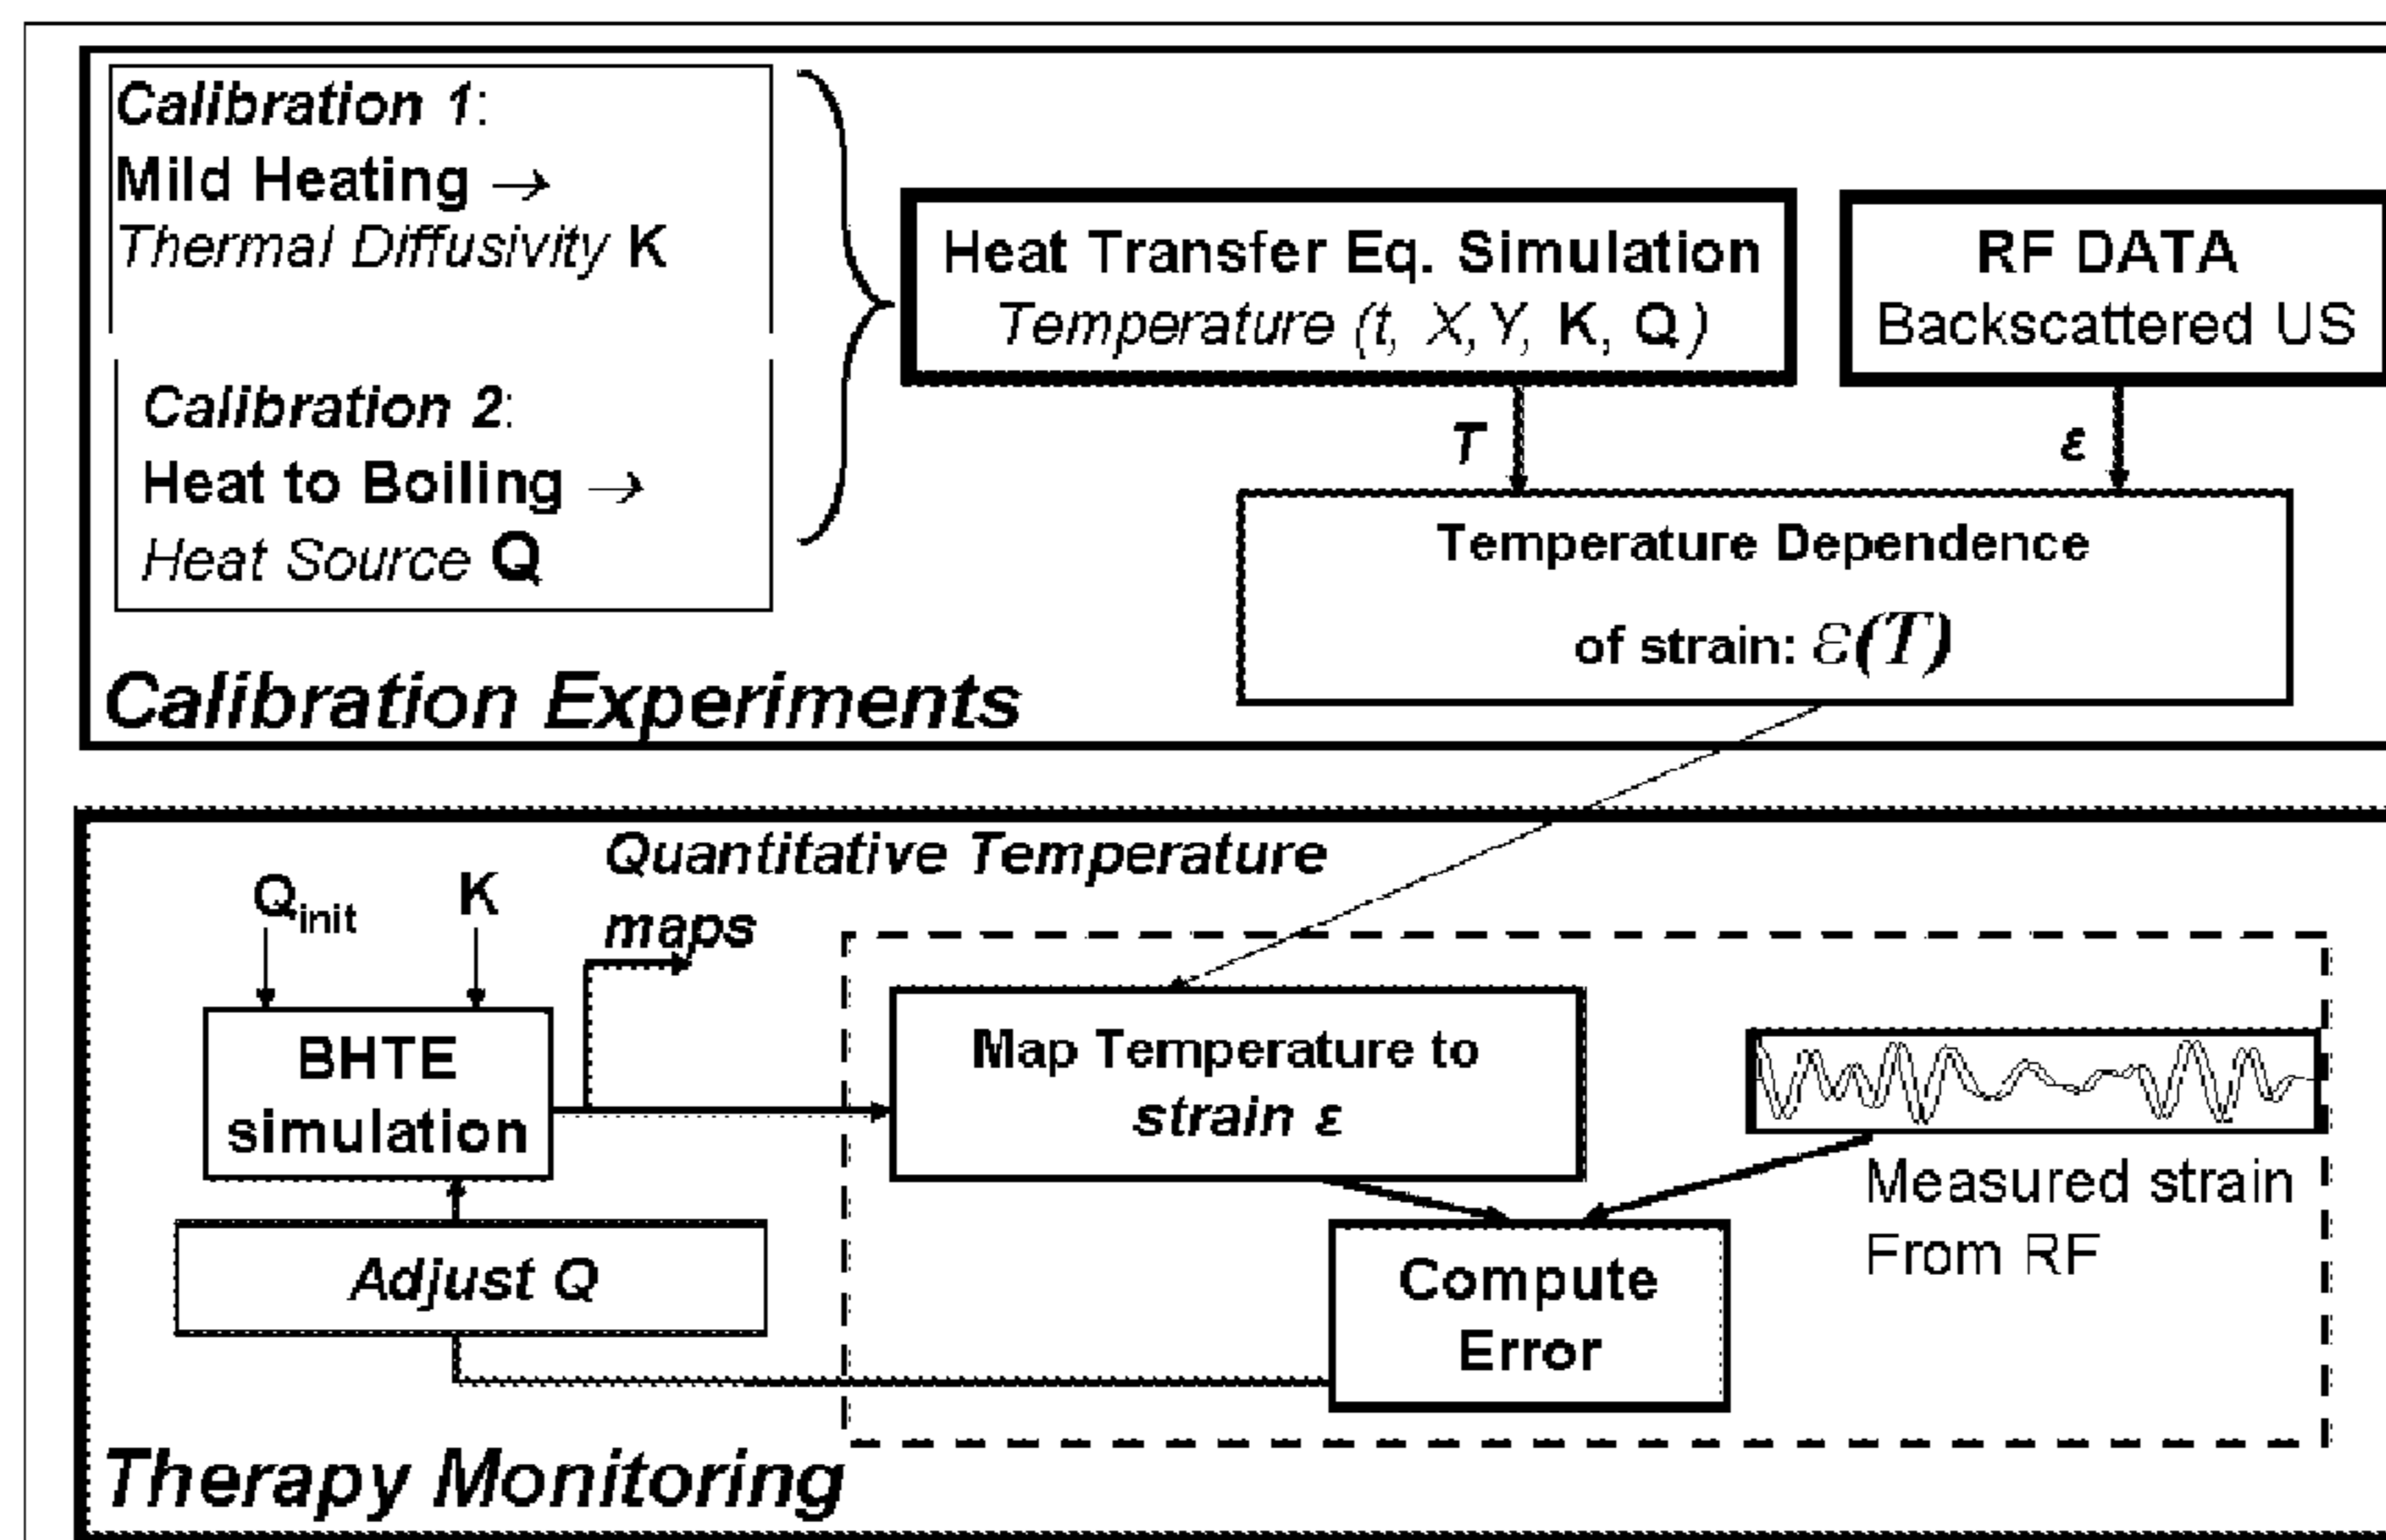 Calibration 1:
Mild Heating →
Thermal Diffusivity K
Calibration 2:
Heat to Boiling →
Heat Source Q
Heat Transfer Eq. Simulation
Temperature (t, X, Y, K, Q)
RF DATA
Backscattered US
T
ε
Temperature Dependence
of strain: ε(T)
Calibration Experiments
Quantitative Temperature
maps
Qinit
K
BHTE
simulation
Map Temperature to
strain ε
Measured strain
From RF
Adjust Q
Compute
Error
Therapy Monitoring